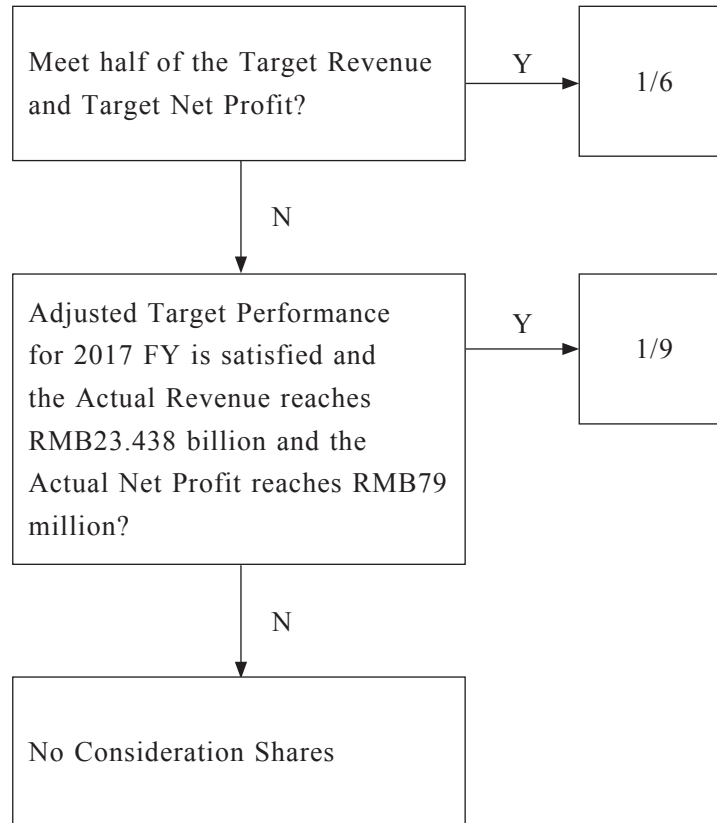 Meet half of the Target Revenue
and Target Net Profit?
Y
1/6
N
Adjusted Target Performance
for 2017 FY is satisfied and
the Actual Revenue reaches
RMB23.438 billion and the
Actual Net Profit reaches RMB79
million?
Y
1/9
N
No Consideration Shares